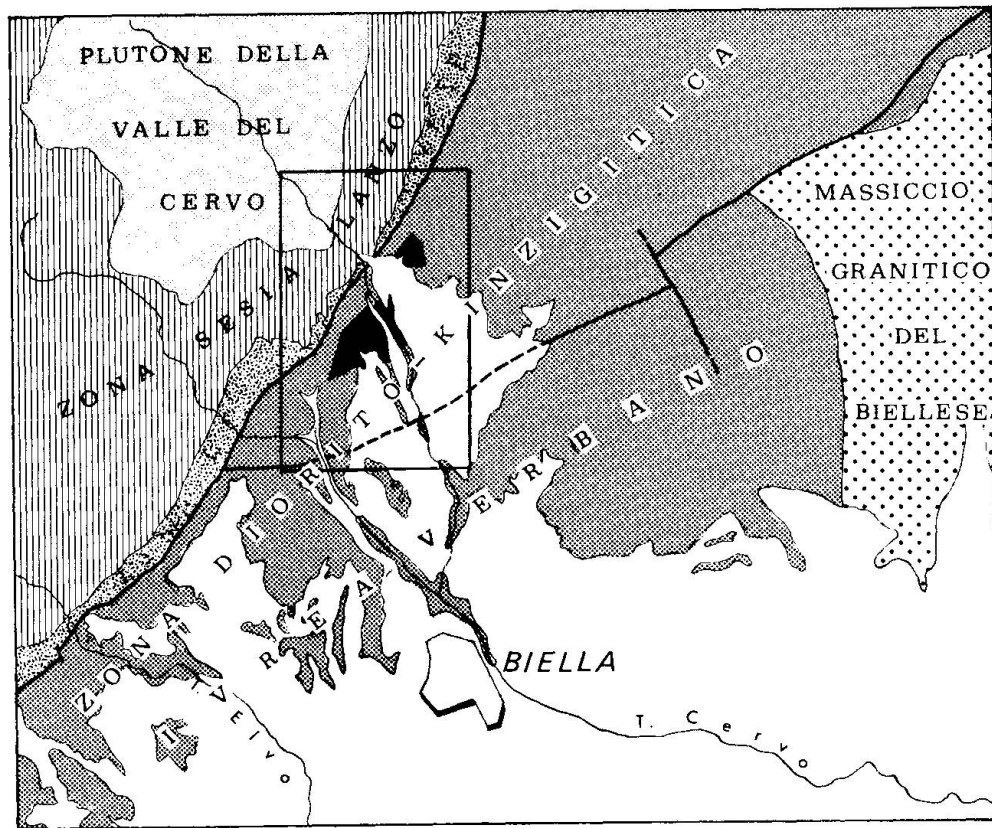 PLUTONE DELLA
VALLE DEL
CERVO
ZONA SESIA LANZO
MASSICCIO
GRANITICO
DEL
BIELLESE
ZONA DIORITO KINZIGITICA
IVREA VERBANO
BIELLA
T. Elvo
T. Cervo